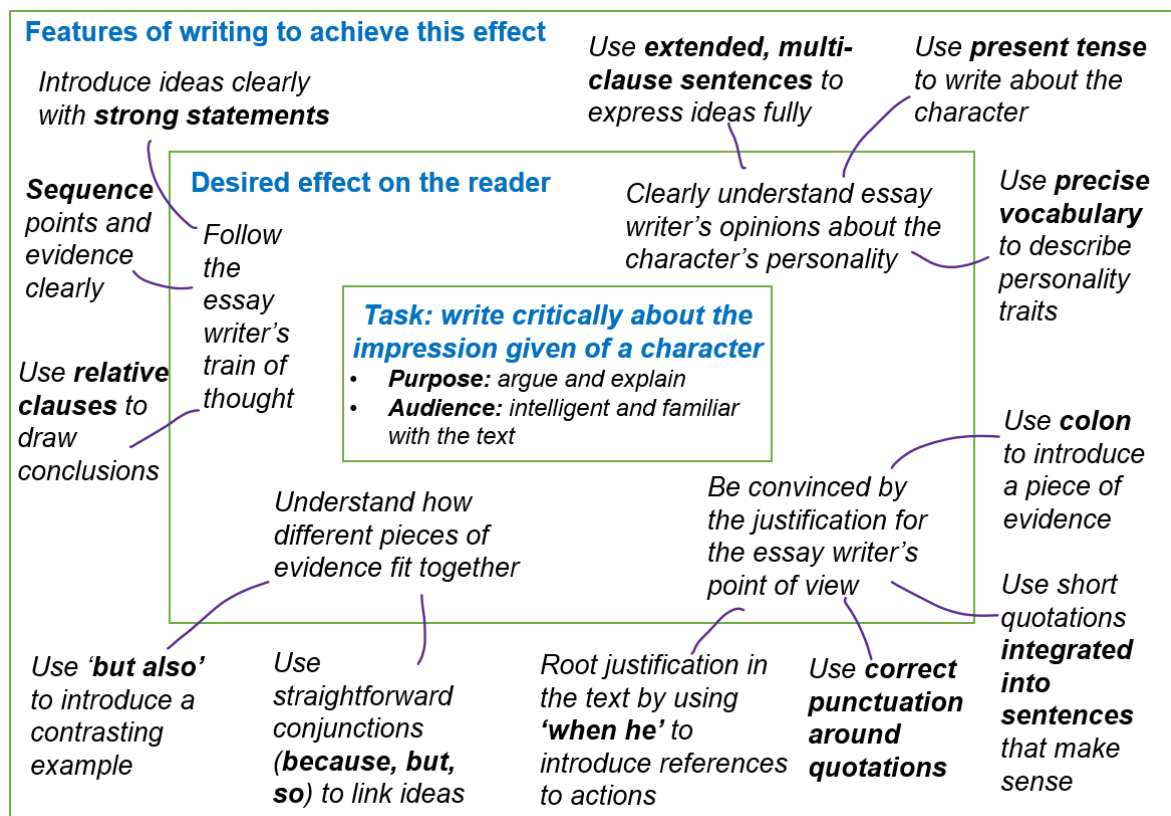 Features of writing to achieve this effect
Introduce ideas clearly
with strong statements
Use extended, multi-
clause sentences to
express ideas fully
Use present tense
to write about the
character
Sequence
points and
evidence
clearly
Use relative
clauses to
draw
conclusions
Desired effect on the reader
Follow
the
essay
writer’s
train of
thought
Clearly understand essay
writer’s opinions about the
character’s personality
Use precise
vocabulary
to describe
personality
traits
Task: write critically about the
impression given of a character
• Purpose: argue and explain
• Audience: intelligent and familiar
with the text
Understand how
different pieces of
evidence fit together
Be convinced by
the justification for
the essay writer’s
point of view
Use colon
to introduce
a piece of
evidence
Use short
quotations
integrated
into
sentences
that make
sense
Use ‘but also’
to introduce a
contrasting
example
Use
straightforward
conjunctions
(because, but,
so) to link ideas
Root justification in
the text by using
‘when he’ to
introduce references
to actions
Use correct
punctuation
around
quotations